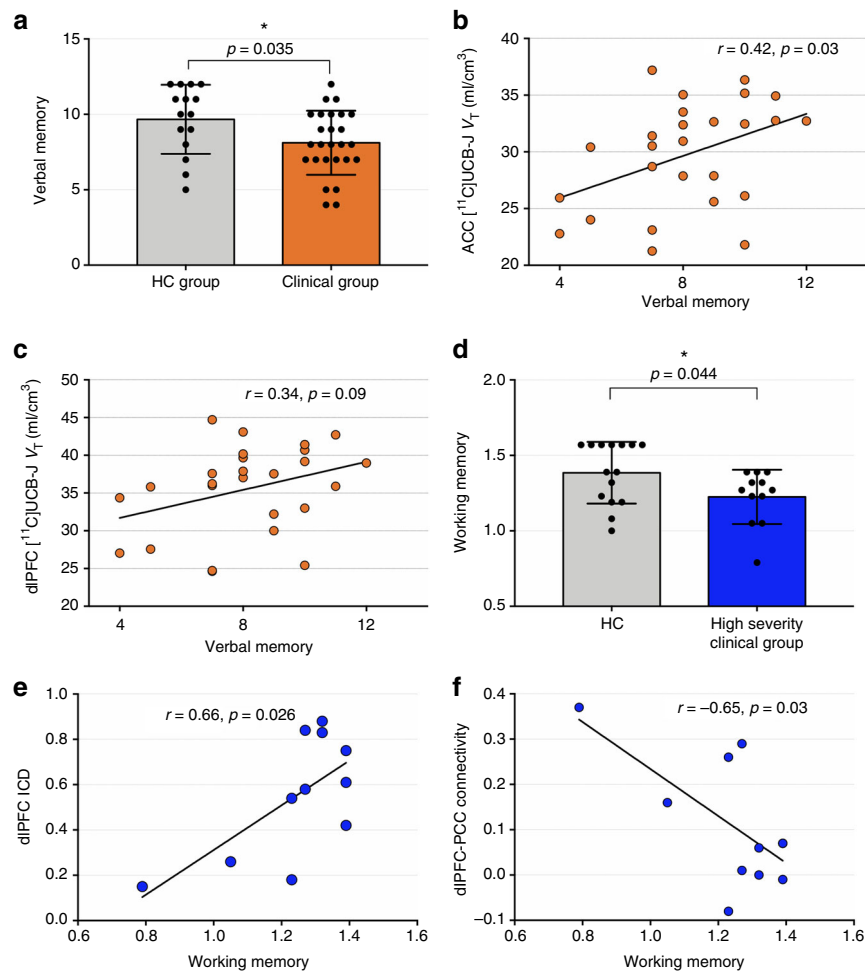 a
*
p = 0.035
15
10
5
0
Verbal memory
HC group
Clinical group
b
r = 0.42, p = 0.03
40
35
30
25
20
ACC [¹¹C]UCB-J VT (ml/cm³)
4
8
12
Verbal memory
c
r = 0.34, p = 0.09
50
45
40
35
30
25
20
dlPFC [¹¹C]UCB-J VT (ml/cm³)
4
8
12
Verbal memory
d
*
p = 0.044
2.0
1.5
1.0
0.5
Working memory
HC
High severity
clinical group
e
r = 0.66, p = 0.026
1.0
0.8
0.6
0.4
0.2
0.0
dlPFC ICD
0.6
0.8
1.0
1.2
1.4
1.6
Working memory
f
r = –0.65, p = 0.03
0.4
0.3
0.2
0.1
0.0
–0.1
dlPFC-PCC connectivity
0.6
0.8
1.0
1.2
1.4
1.6
Working memory